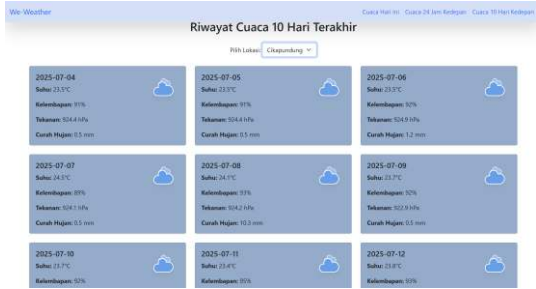 We-Weather
Cuaca Hari Ini Cuaca 24 Jam Kedepan Cuaca 10 Hari Kedepan
Riwayat Cuaca 10 Hari Terakhir
Pilih Lokasi: Cikapundung
2025-07-04
Suhu: 23.5°C
Kelembapan: 91%
Tekanan: 924.4 hPa
Curah Hujan: 0.5 mm
2025-07-05
Suhu: 23.5°C
Kelembapan: 91%
Tekanan: 924.4 hPa
Curah Hujan: 0.5 mm
2025-07-06
Suhu: 23.5°C
Kelembapan: 92%
Tekanan: 924.9 hPa
Curah Hujan: 1.2 mm
2025-07-07
Suhu: 24.5°C
Kelembapan: 89%
Tekanan: 924.1 hPa
Curah Hujan: 0.5 mm
2025-07-08
Suhu: 24.1°C
Kelembapan: 93%
Tekanan: 924.2 hPa
Curah Hujan: 10.3 mm
2025-07-09
Suhu: 23.7°C
Kelembapan: 92%
Tekanan: 922.9 hPa
Curah Hujan: 0.5 mm
2025-07-10
Suhu: 23.7°C
Kelembapan: 92%
2025-07-11
Suhu: 23.4°C
Kelembapan: 95%
2025-07-12
Suhu: 23.8°C
Kelembapan: 93%